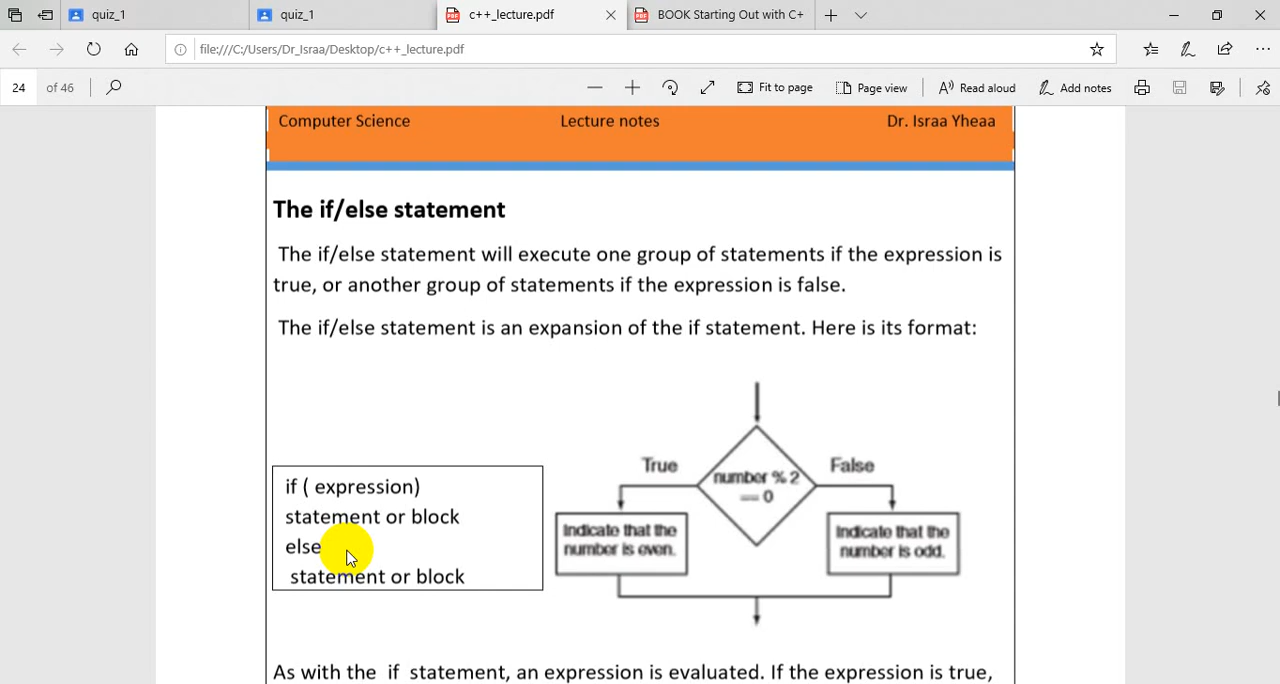 quiz_1
quiz_1
c++_lecture.pdf
BOOK Starting Out with C+
file:///C:/Users/Dr_Israa/Desktop/c++_lecture.pdf
24 of 46
Fit to page
Page view
Read aloud
Add notes
Computer Science Lecture notes Dr. Israa Yheaa
The if/else statement
The if/else statement will execute one group of statements if the expression is
true, or another group of statements if the expression is false.
The if/else statement is an expansion of the if statement. Here is its format:
if ( expression)
statement or block
else
statement or block
True
number % 2
== 0
False
Indicate that the
number is even.
Indicate that the
number is odd.
As with the if statement, an expression is evaluated. If the expression is true,